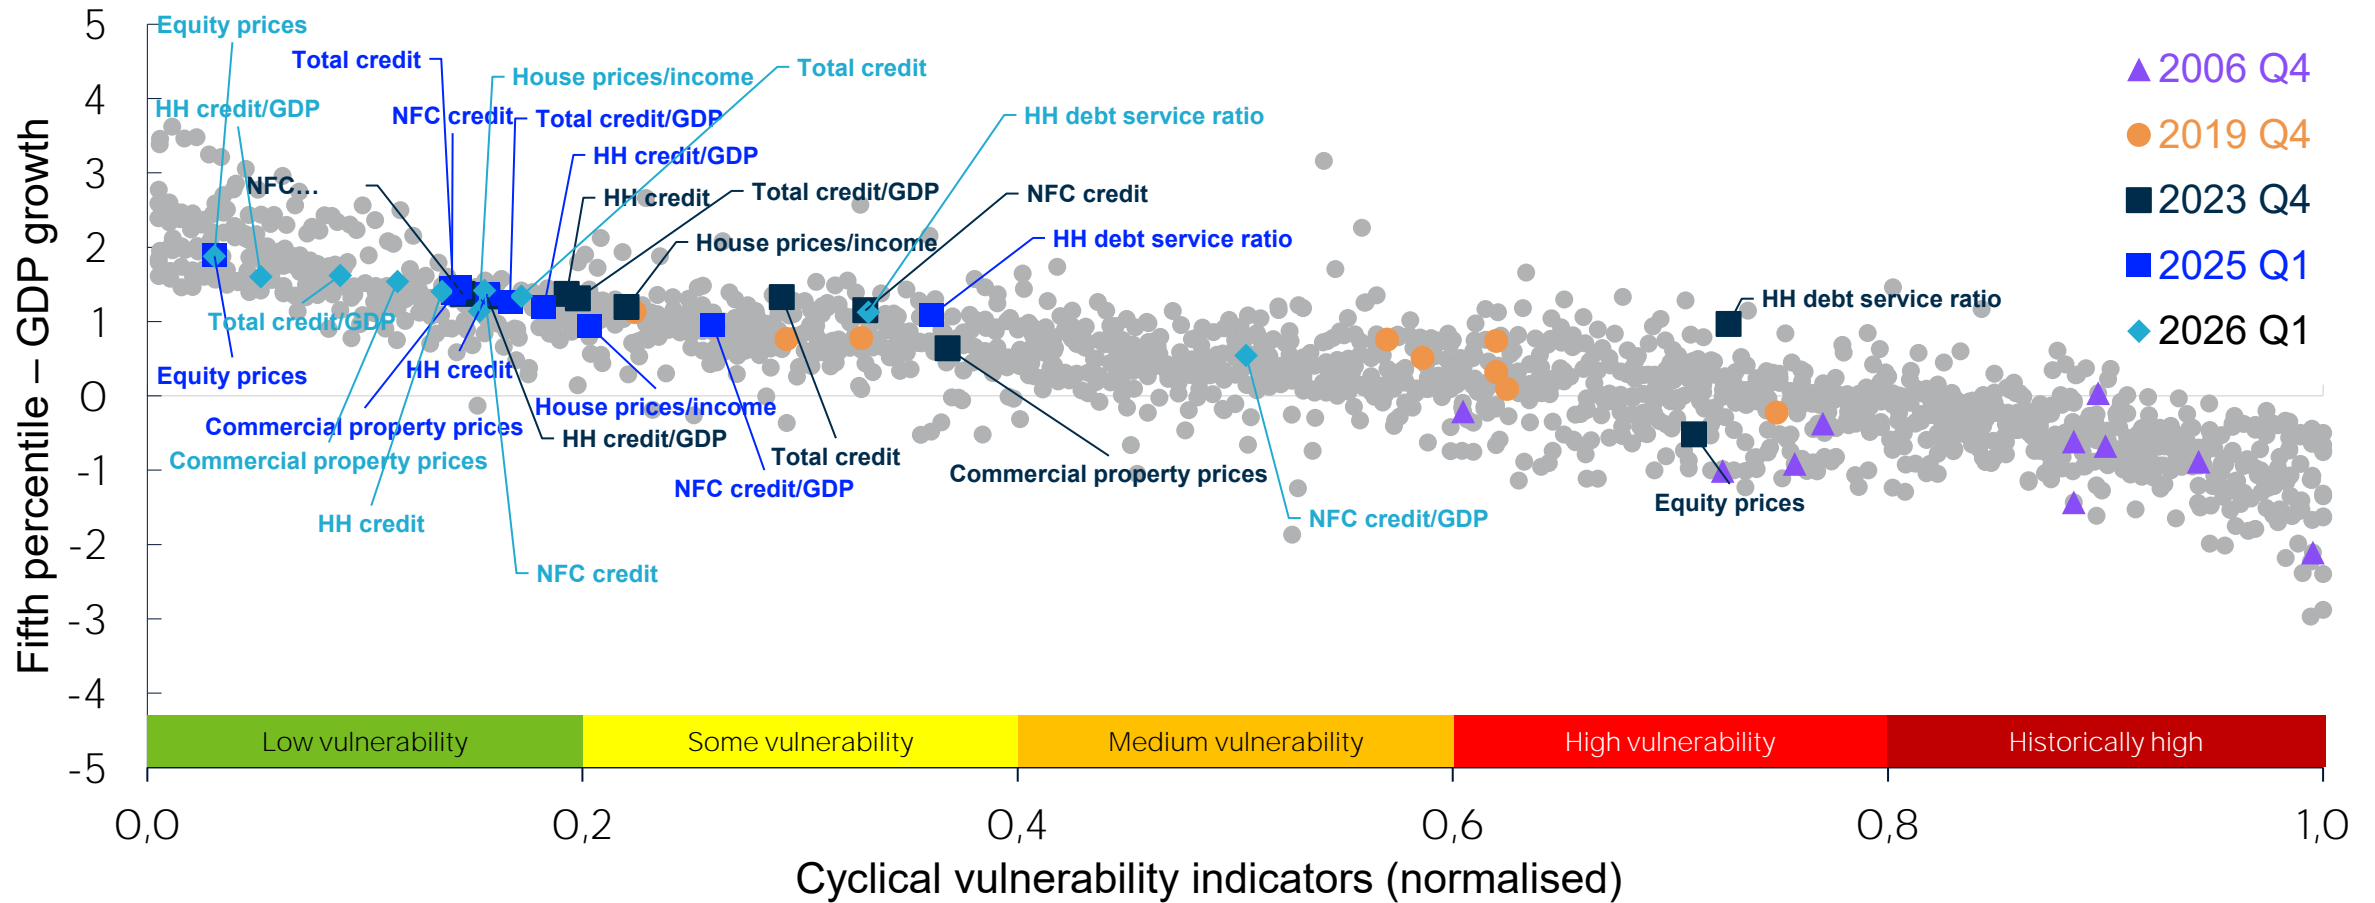 5
4
3
2
1
0
-1
-2
-3
-4
-5
Fifth percentile – GDP growth
Equity prices
Total credit
House prices/income
Total credit
HH credit/GDP
NFC credit
Total credit/GDP
HH debt service ratio
HH credit/GDP
NFC...
HH credit
Total credit/GDP
NFC credit
House prices/income
HH debt service ratio
HH debt service ratio
Total credit/GDP
Equity prices
HH credit
House prices/income
Commercial property prices
HH credit/GDP
Total credit
Commercial property prices
Commercial property prices
NFC credit/GDP
Equity prices
HH credit
NFC credit/GDP
NFC credit
2006 Q4
2019 Q4
2023 Q4
2025 Q1
2026 Q1
Low vulnerability
Some vulnerability
Medium vulnerability
High vulnerability
Historically high
0,0
0,2
0,4
0,6
0,8
1,0
Cyclical vulnerability indicators (normalised)